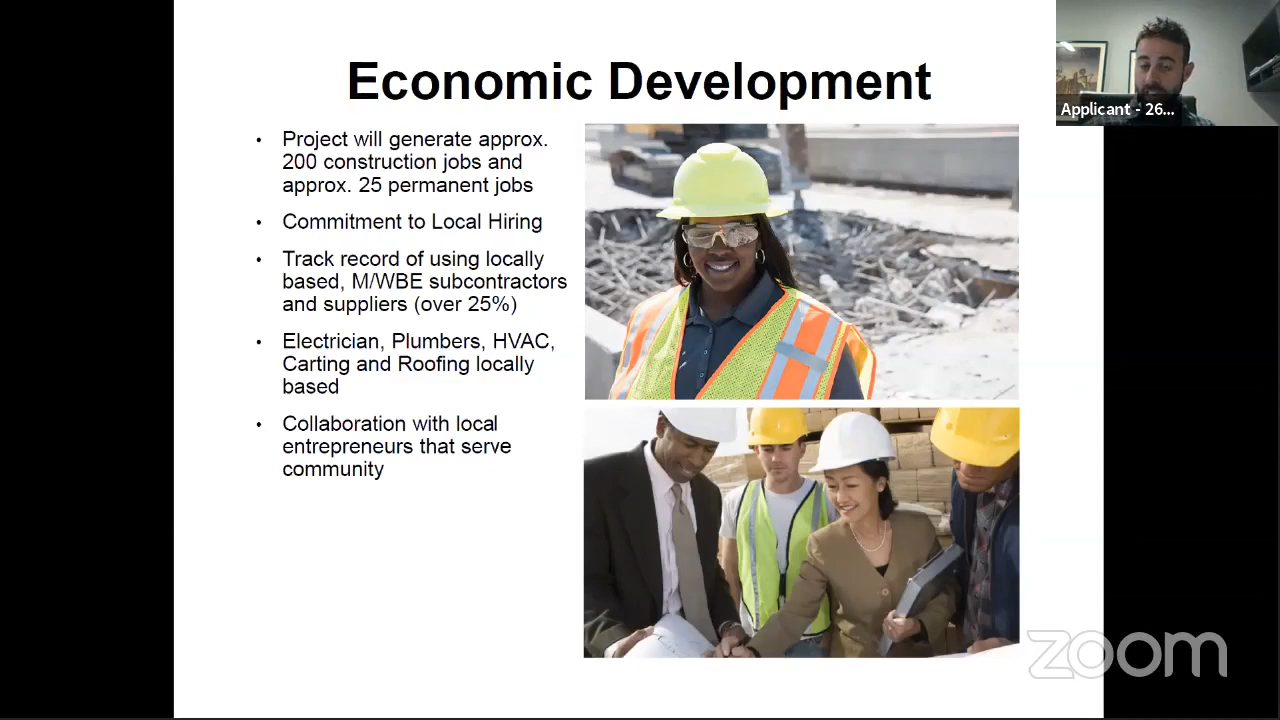 Economic Development
Applicant - 26...
• Project will generate approx.
200 construction jobs and
approx. 25 permanent jobs
• Commitment to Local Hiring
• Track record of using locally
based, M/WBE subcontractors
and suppliers (over 25%)
• Electrician, Plumbers, HVAC,
Carting and Roofing locally
based
• Collaboration with local
entrepreneurs that serve
community
zoom